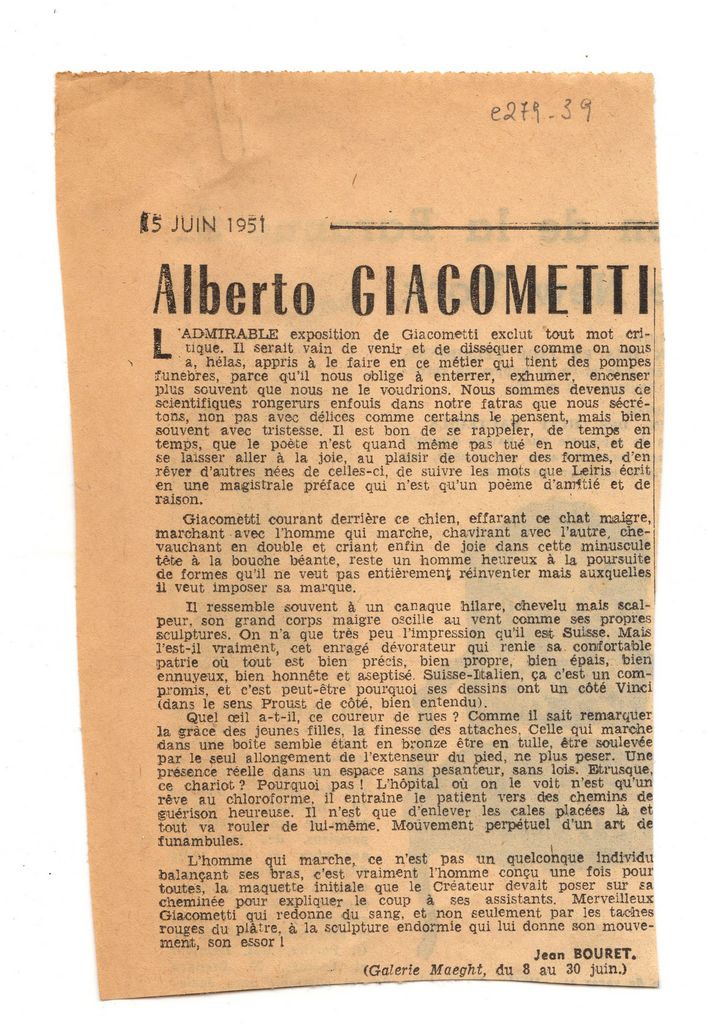 e279-39
15 JUIN 1951
Alberto GIACOMETTI
L'ADMIRABLE exposition de Giacometti exclut tout mot cri-
tique. Il serait vain de venir et de disséquer comme on nous
a, hélas, appris à le faire en ce métier qui tient des pompes
funebres, parce qu'il nous oblige à enterrer, exhumer, encenser
plus souvent que nous ne le voudrions. Nous sommes devenus de
scientifiques rongerurs enfouis dans notre fatras que nous sécré-
tons, non pas avec délices comme certains le pensent, mais bien
souvent avec tristesse. Il est bon de se rappeler, de temps en
temps, que le poète n'est quand même pas tué en nous, et de
se laisser aller à la joie, au plaisir de toucher des formes, d'en
rêver d'autres nées de celles-ci, de suivre les mots que Leiris écrit
en une magistrale préface qui n'est qu'un poème d'amitié et de
raison.
Giacometti courant derrière ce chien, effarant ce chat maigre,
marchant avec l'homme qui marche, chavirant avec l'autre, che-
vauchant en double et criant enfin de joie dans cette minuscule
tête à la bouche béante, reste un homme heureux à la poursuite
de formes qu'il ne veut pas entièrement réinventer mais auxquelles
il veut imposer sa marque.
Il ressemble souvent à un canaque hilare, chevelu mais scal-
peur, son grand corps maigre oscille au vent comme ses propres
sculptures. On n'a que très peu l'impression qu'il est Suisse. Mais
l'est-il vraiment, cet enragé dévorateur qui renie sa confortable
patrie où tout est bien précis, bien propre, bien épais, bien
ennuyeux, bien honnête et aseptisé. Suisse-Italien, ça c'est un com-
promis, et c'est peut-être pourquoi ses dessins ont un côté Vinci
(dans le sens Proust de côté, bien entendu).
Quel œil a-t-il, ce coureur de rues ? Comme il sait remarquer
la grâce des jeunes filles, la finesse des attaches. Celle qui marche
dans une boite semble étant en bronze être en tulle, être soulevée
par le seul allongement de l'extenseur du pied, ne plus peser. Une
présence réelle dans un espace sans pesanteur, sans lois. Etrusque,
ce chariot ? Pourquoi pas ! L'hôpital où on le voit n'est qu'un
rêve au chloroforme, il entraine le patient vers des chemins de
guérison heureuse. Il n'est que d'enlever les cales placées là et
tout va rouler de lui-même. Mouvement perpétuel d'un art de
funambules.
L'homme qui marche, ce n'est pas un quelconque individu
balançant ses bras, c'est vraiment l'homme conçu une fois pour
toutes, la maquette initiale que le Créateur devait poser sur sa
cheminée pour expliquer le coup à ses assistants. Merveilleux
Giacometti qui redonne du sang, et non seulement par les taches
rouges du plâtre, à la sculpture endormie qui lui donne son mouve-
ment, son essor !
Jean BOURET.
(Galerie Maeght, du 8 au 30 juin.)